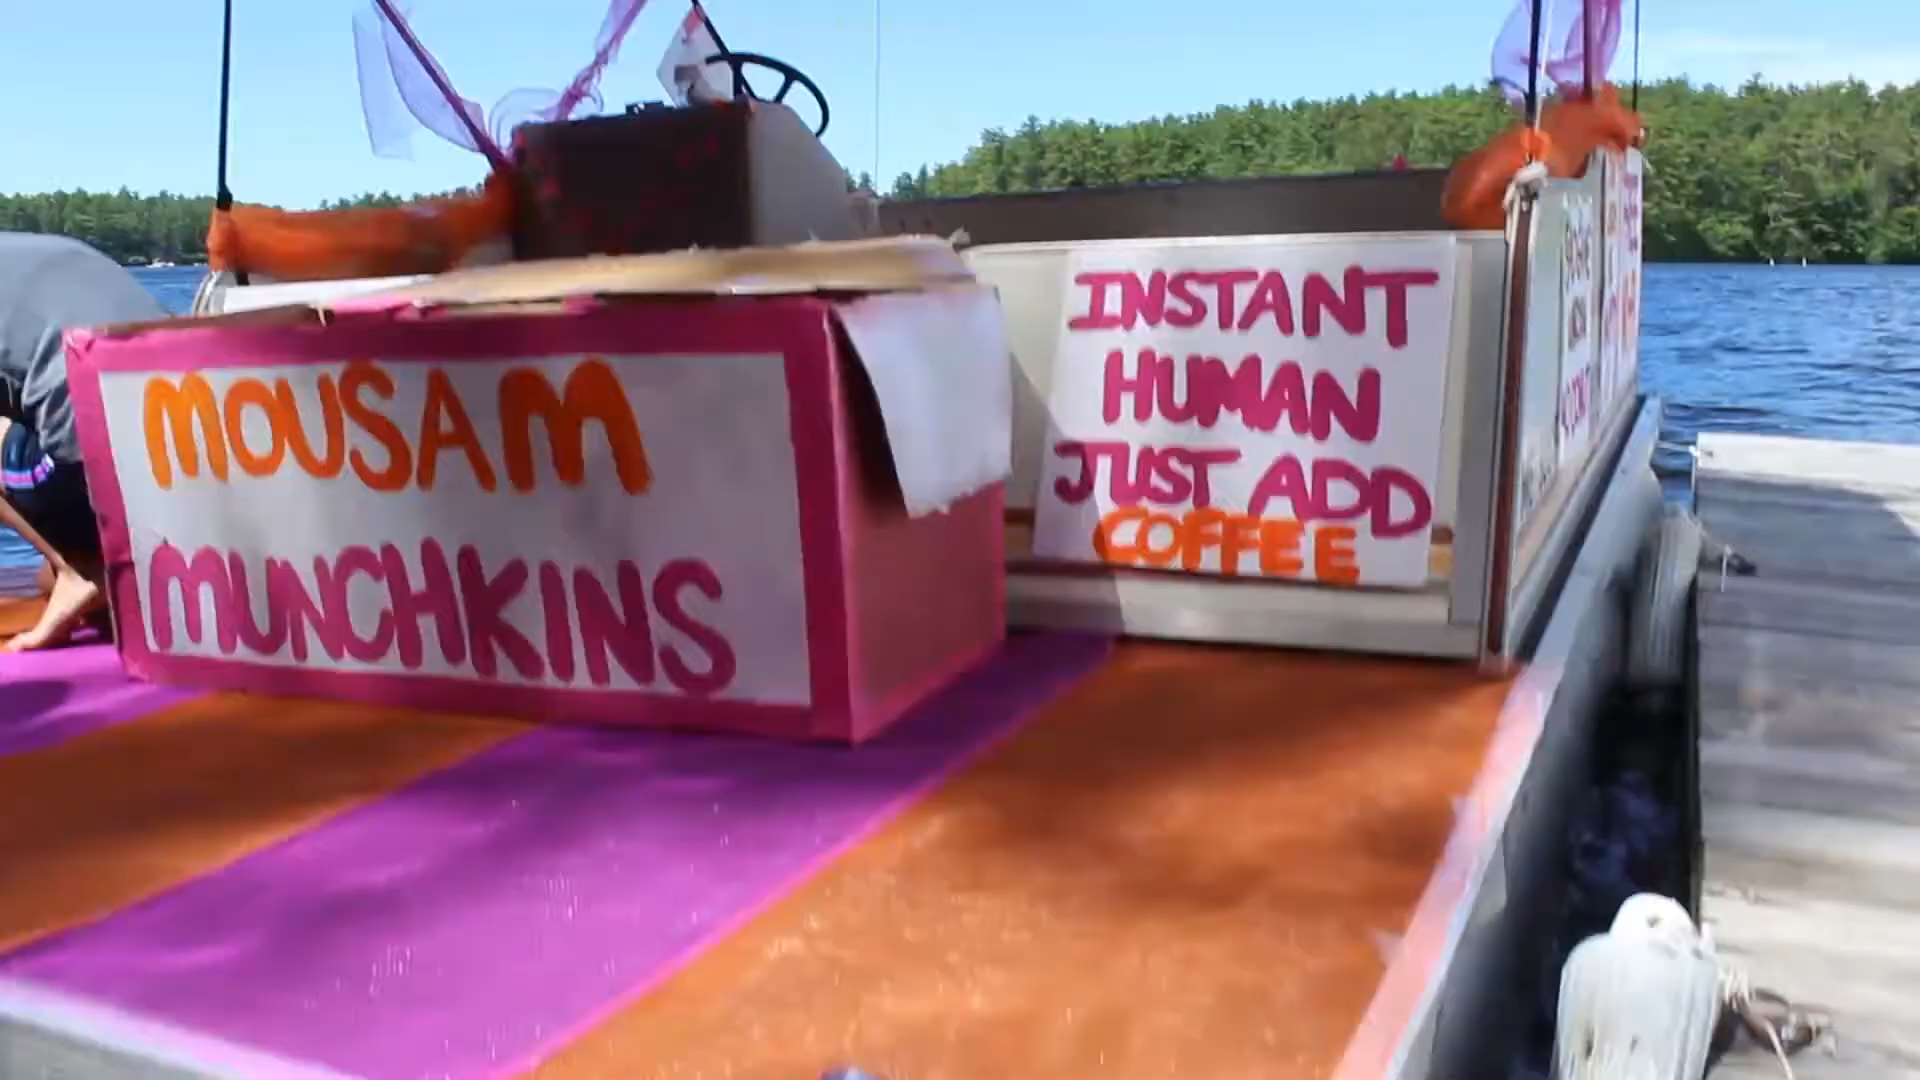 MOUSAM
MUNCHKINS
INSTANT
HUMAN
JUST ADD
COFFEE